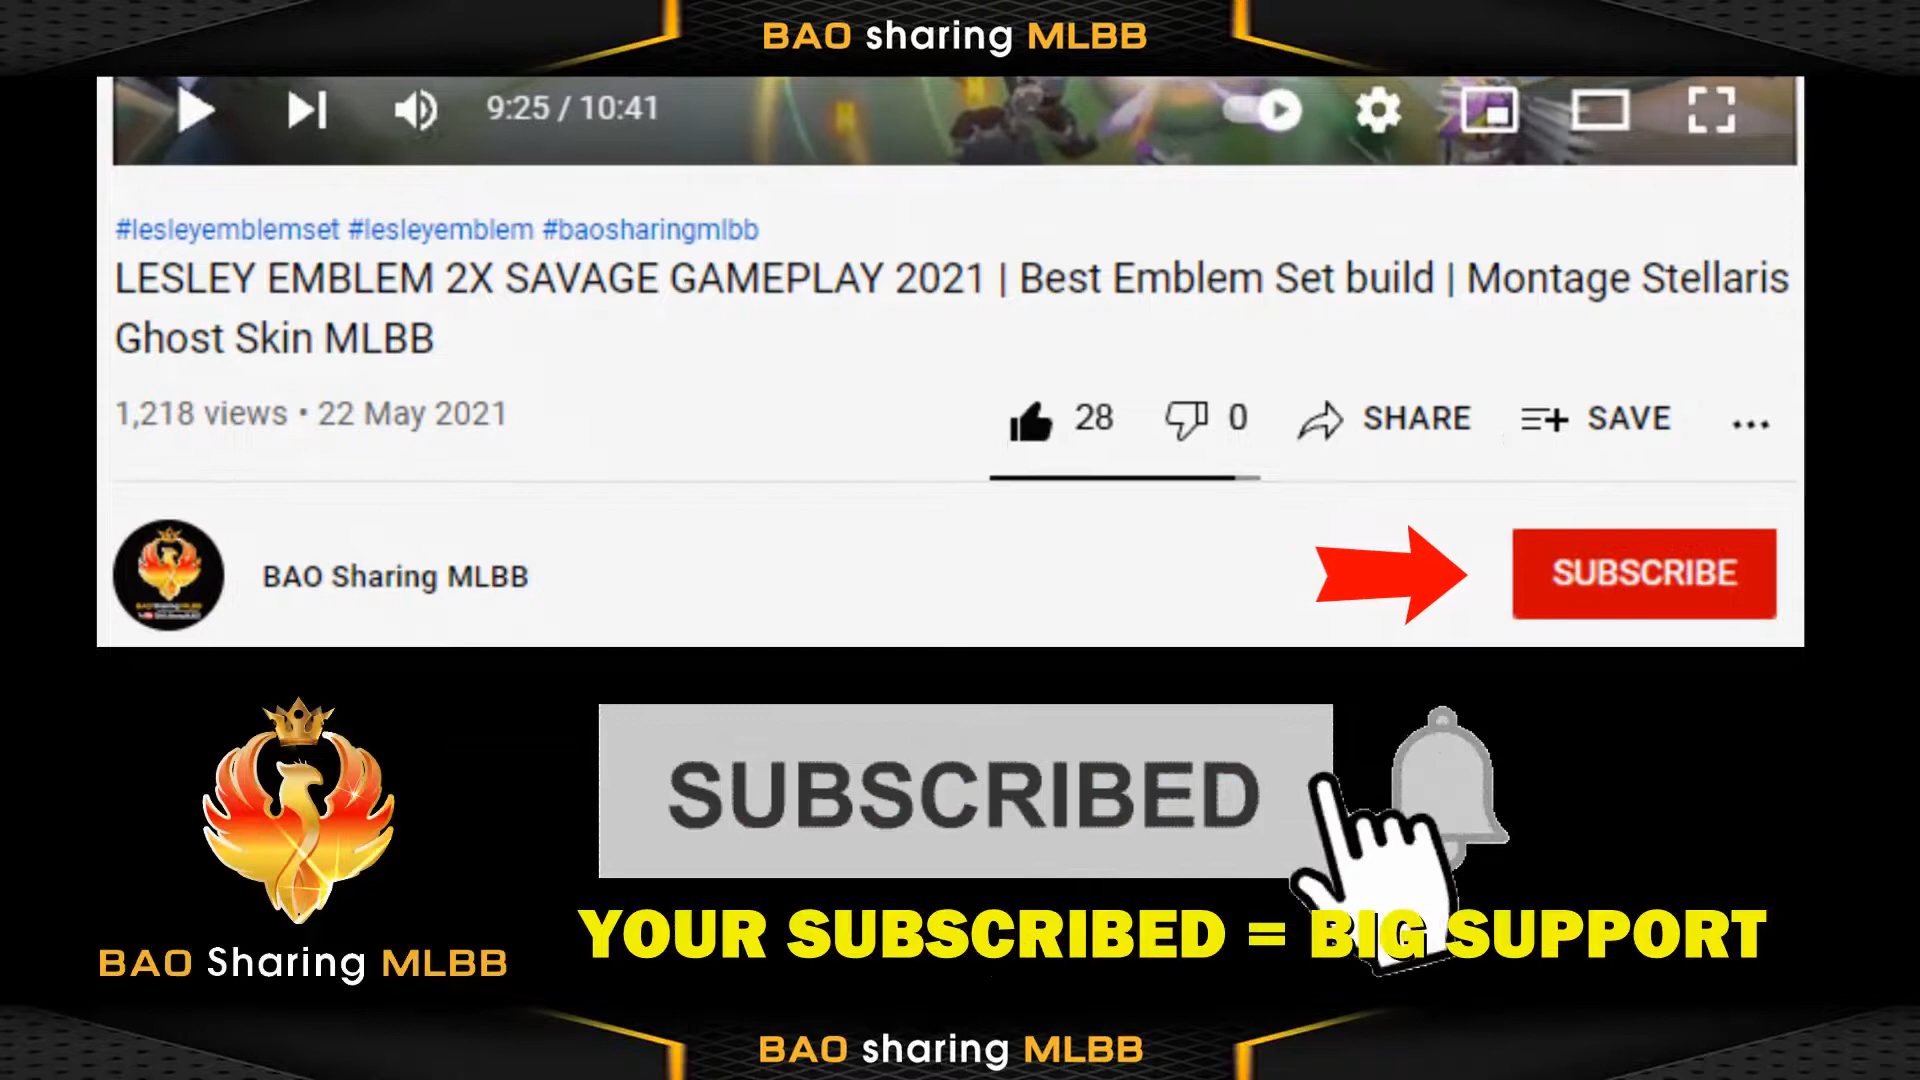 BAO sharing MLBB
9:25 / 10:41
#lesleyemblemset #lesleyemblem #baosharingmlbb
LESLEY EMBLEM 2X SAVAGE GAMEPLAY 2021 | Best Emblem Set build | Montage Stellaris
Ghost Skin MLBB
1,218 views • 22 May 2021
28 0 SHARE SAVE ...
BAO Sharing MLBB
SUBSCRIBE
SUBSCRIBED
YOUR SUBSCRIBED = BIG SUPPORT
BAO Sharing MLBB
BAO sharing MLBB